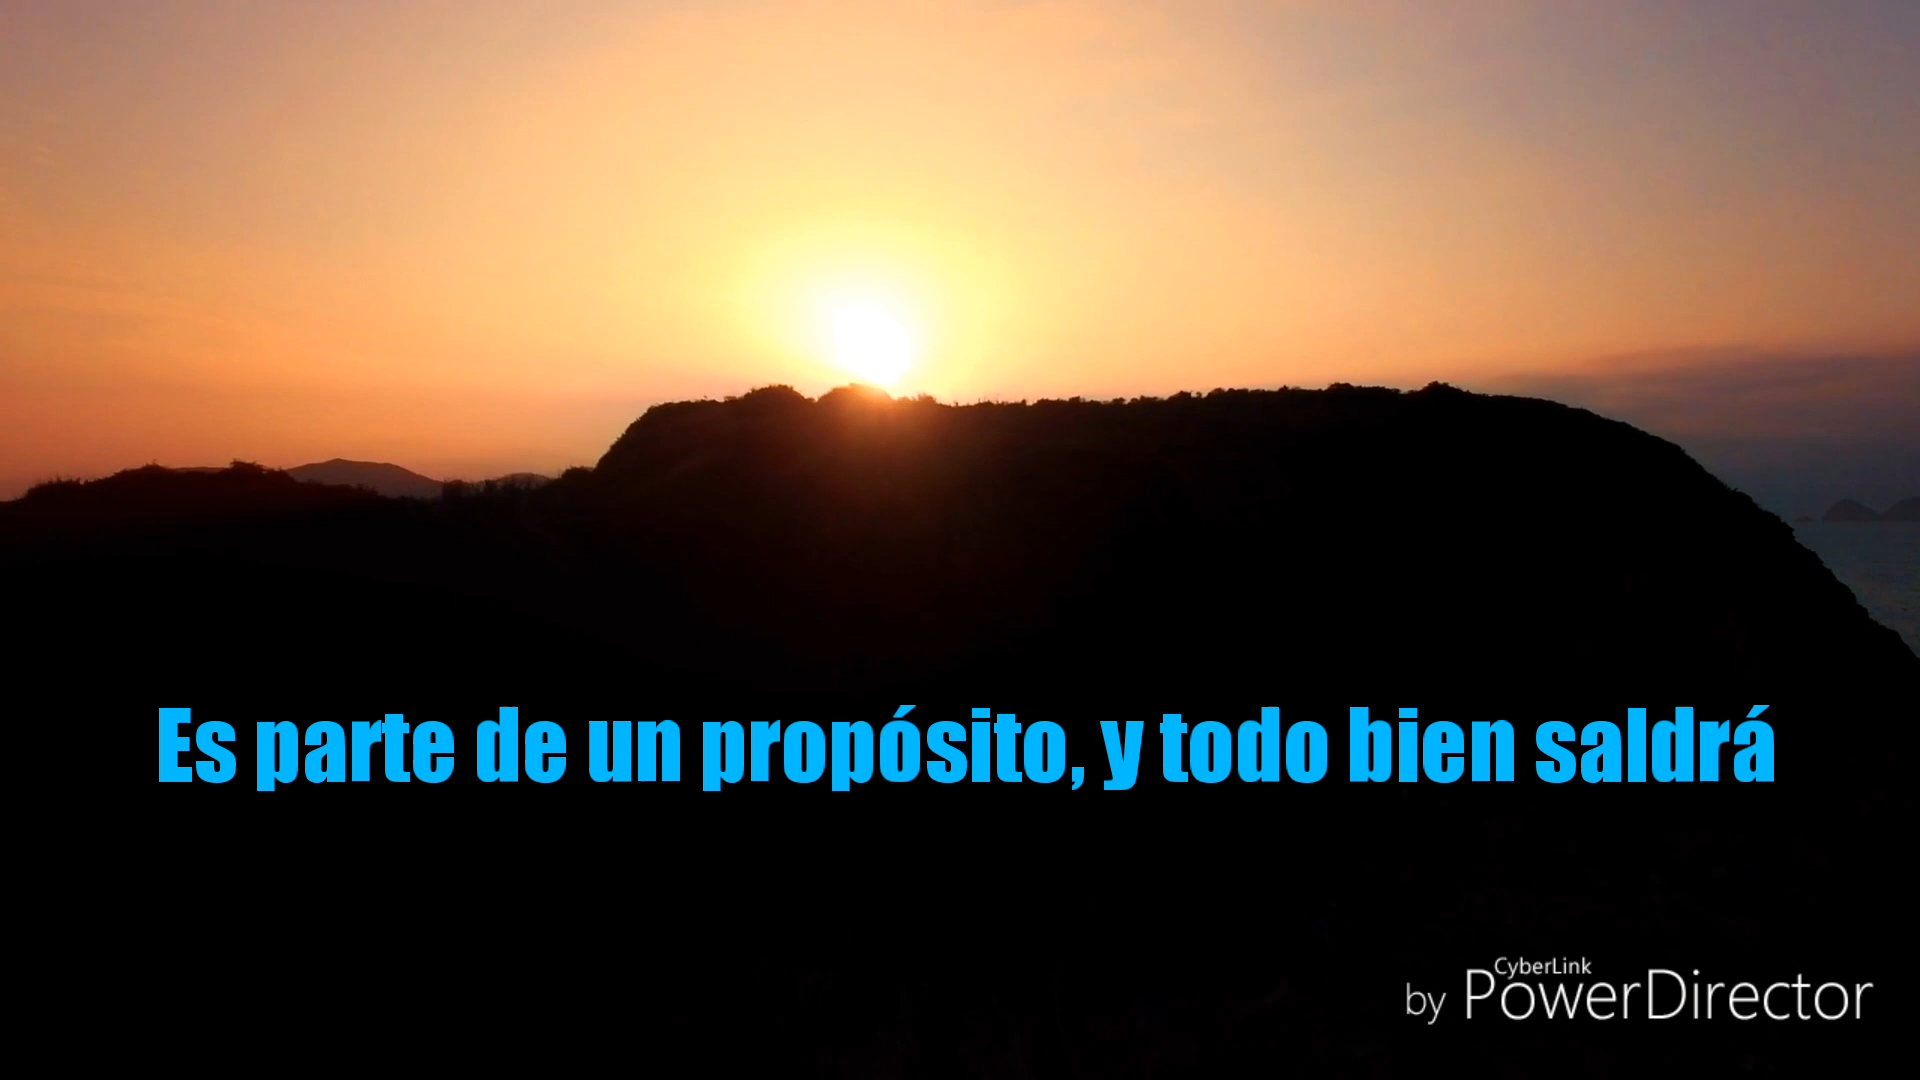 Es parte de un propósito, y todo bien saldrá
by CyberLink PowerDirector